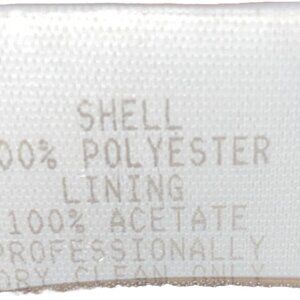 SHELL
00% POLYESTER
LINING
100% ACETATE
PROFESSIONALLY
DRY CLEAN ONLY